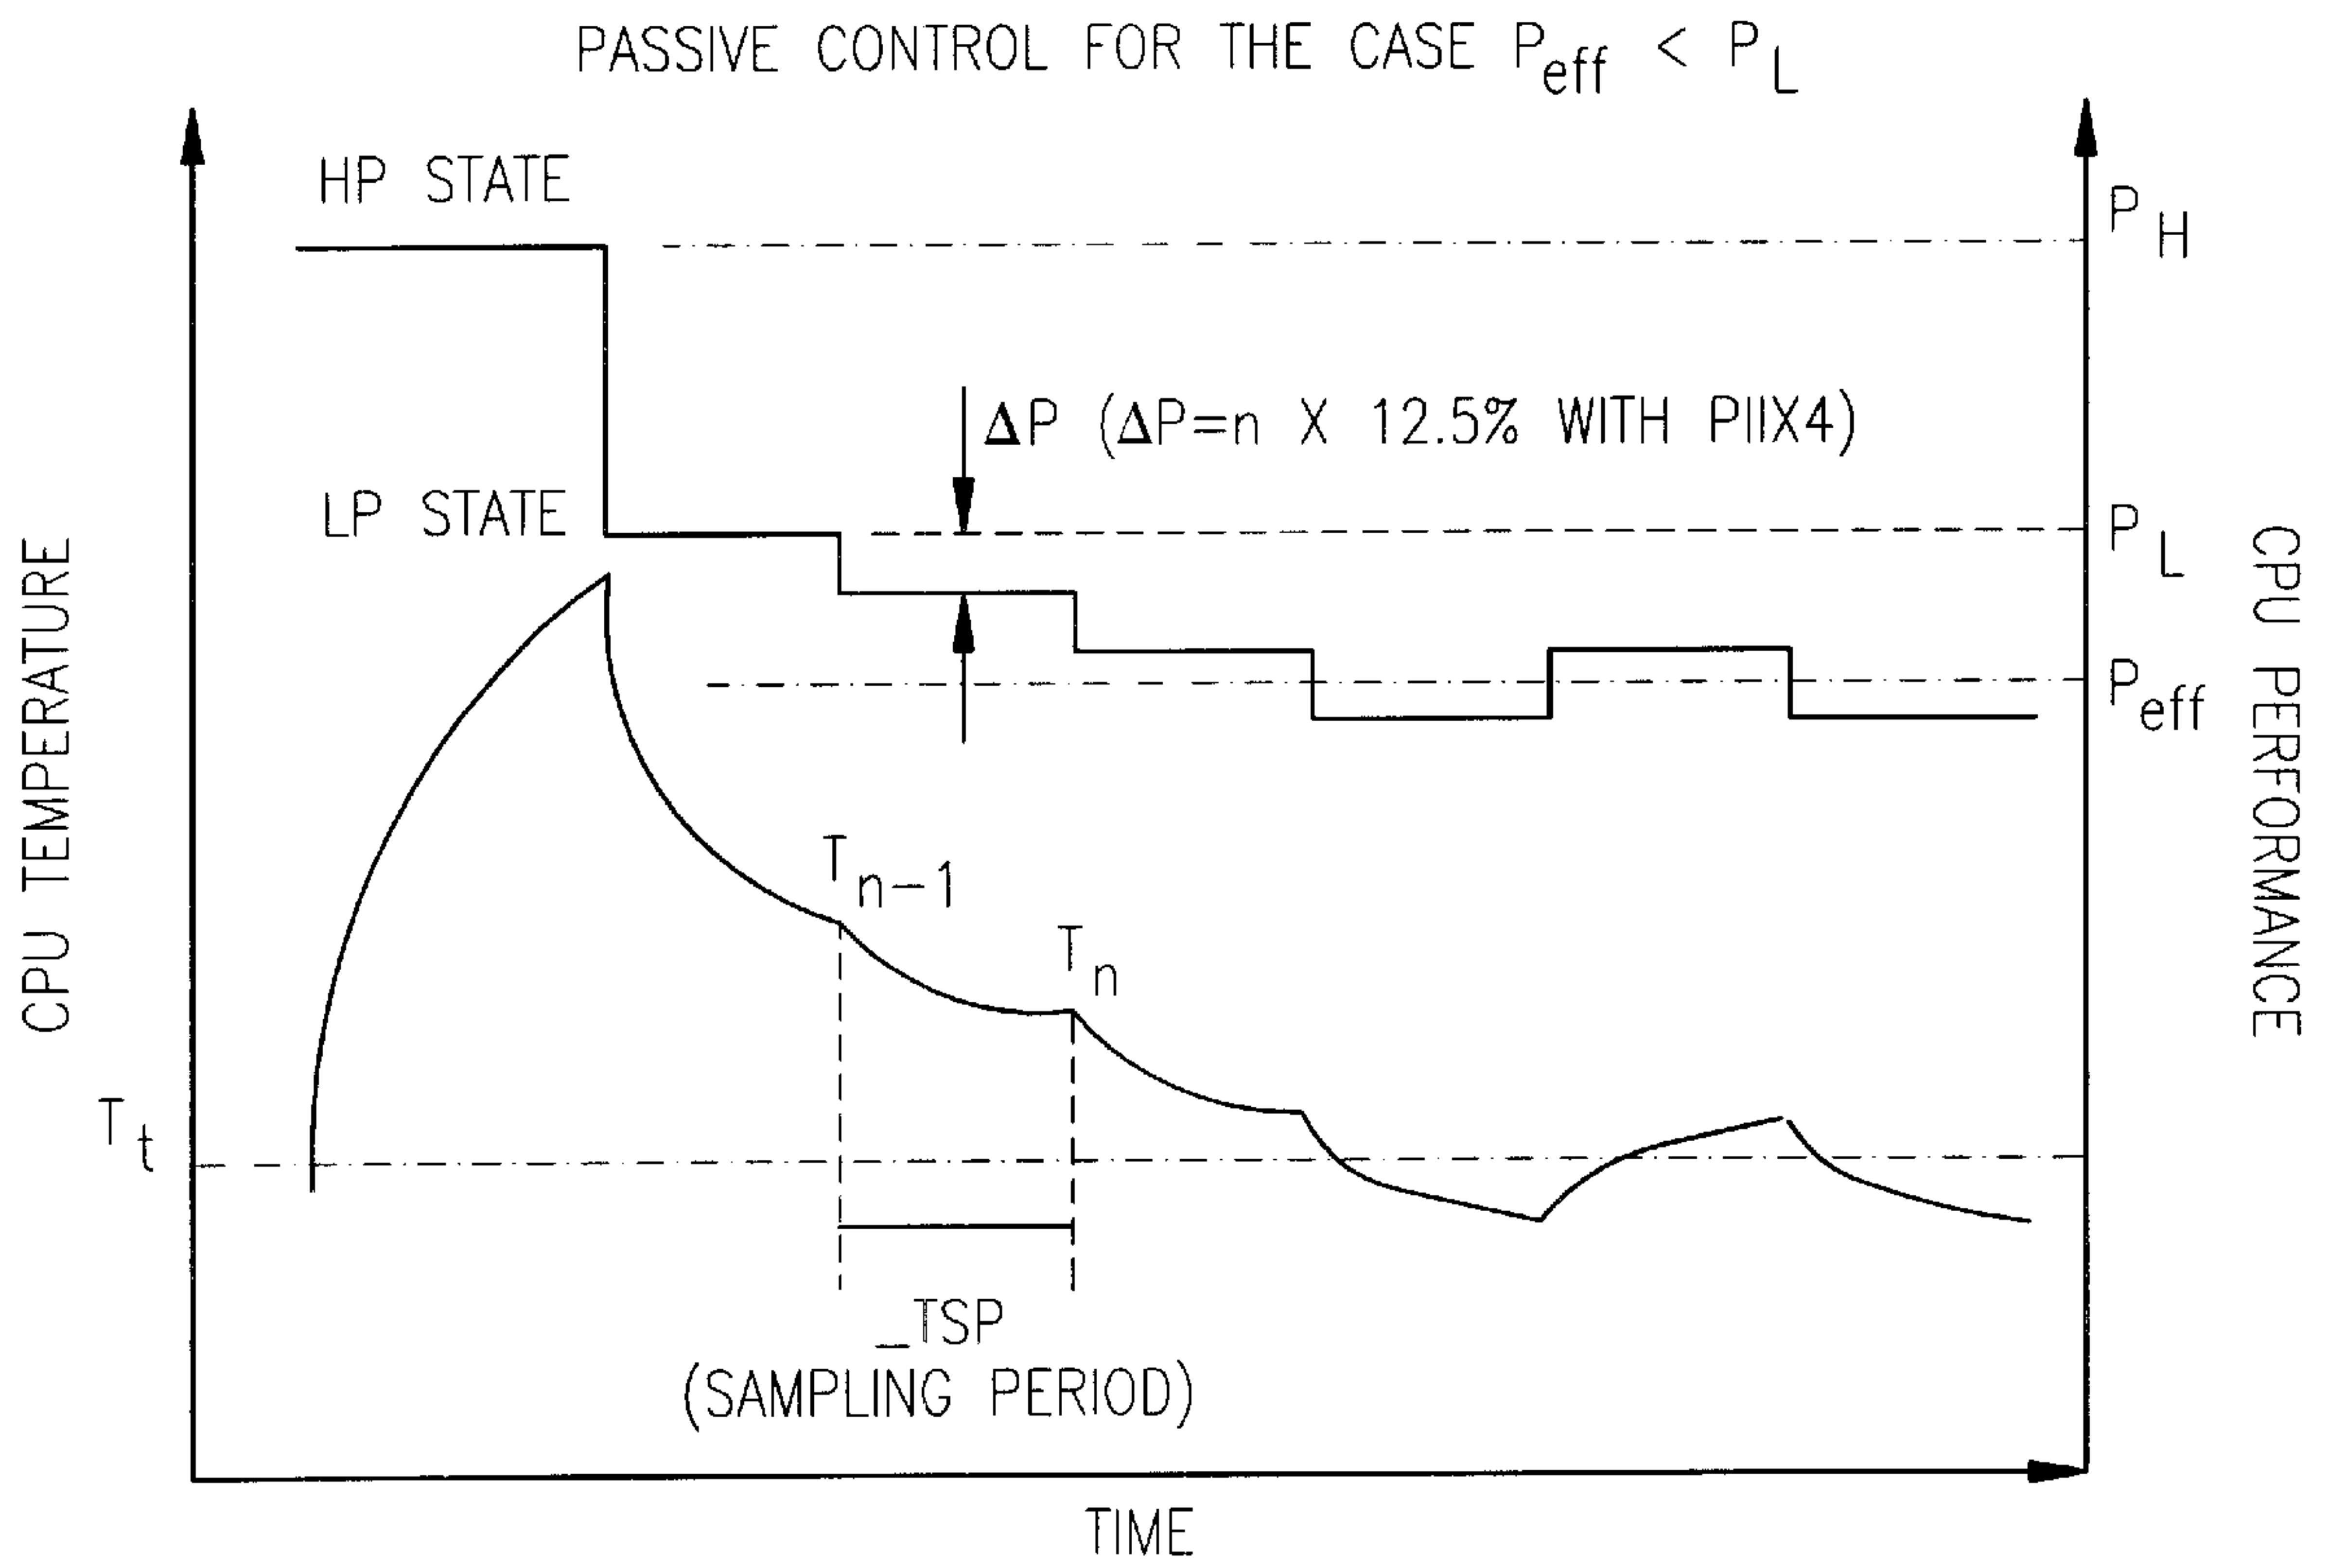 PASSIVE CONTROL FOR THE CASE Peff < PL
HP STATE
PH
ΔP (ΔP=n X 12.5% WITH PIIX4)
LP STATE
PL
Peff
CPU TEMPERATURE
CPU PERFORMANCE
Tn-1
Tn
Tt
_TSP
(SAMPLING PERIOD)
TIME